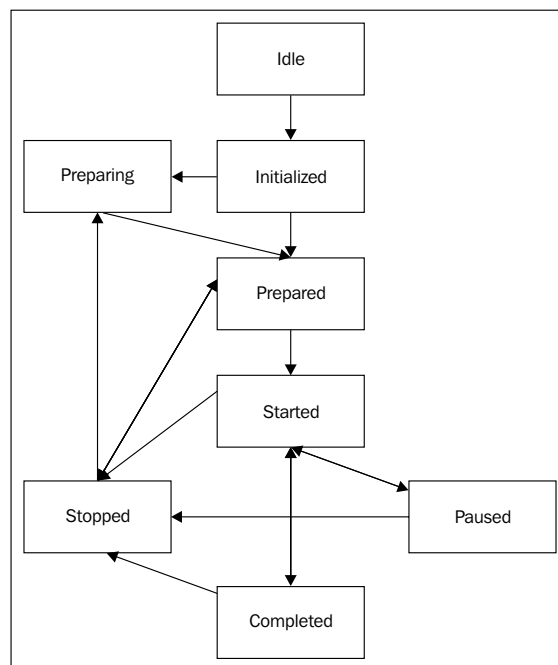 Idle
Preparing
Initialized
Prepared
Started
Stopped
Paused
Completed